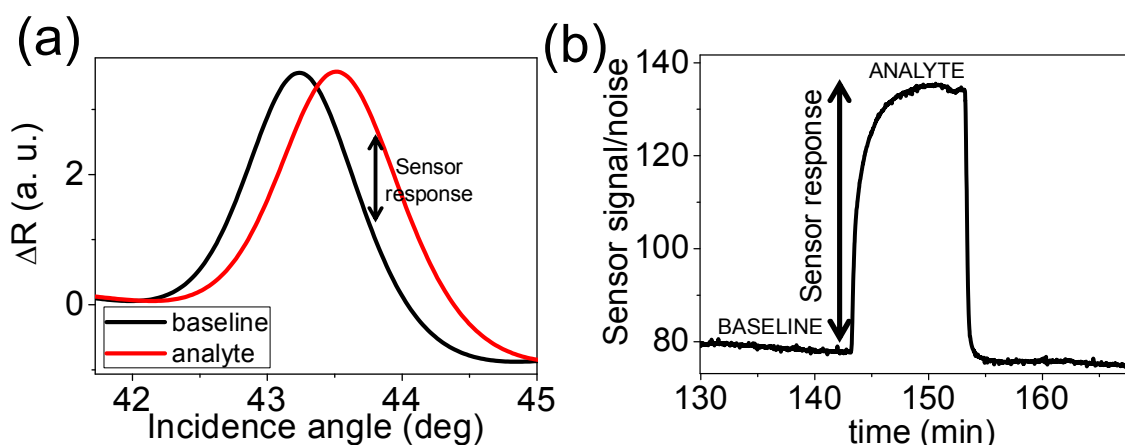 (a)
ΔR (a. u.)
2
0
Sensor
response
baseline
analyte
42
43
44
45
Incidence angle (deg)
(b)
Sensor signal/noise
140
120
100
80
ANALYTE
Sensor response
BASELINE
130
140
150
160
time (min)